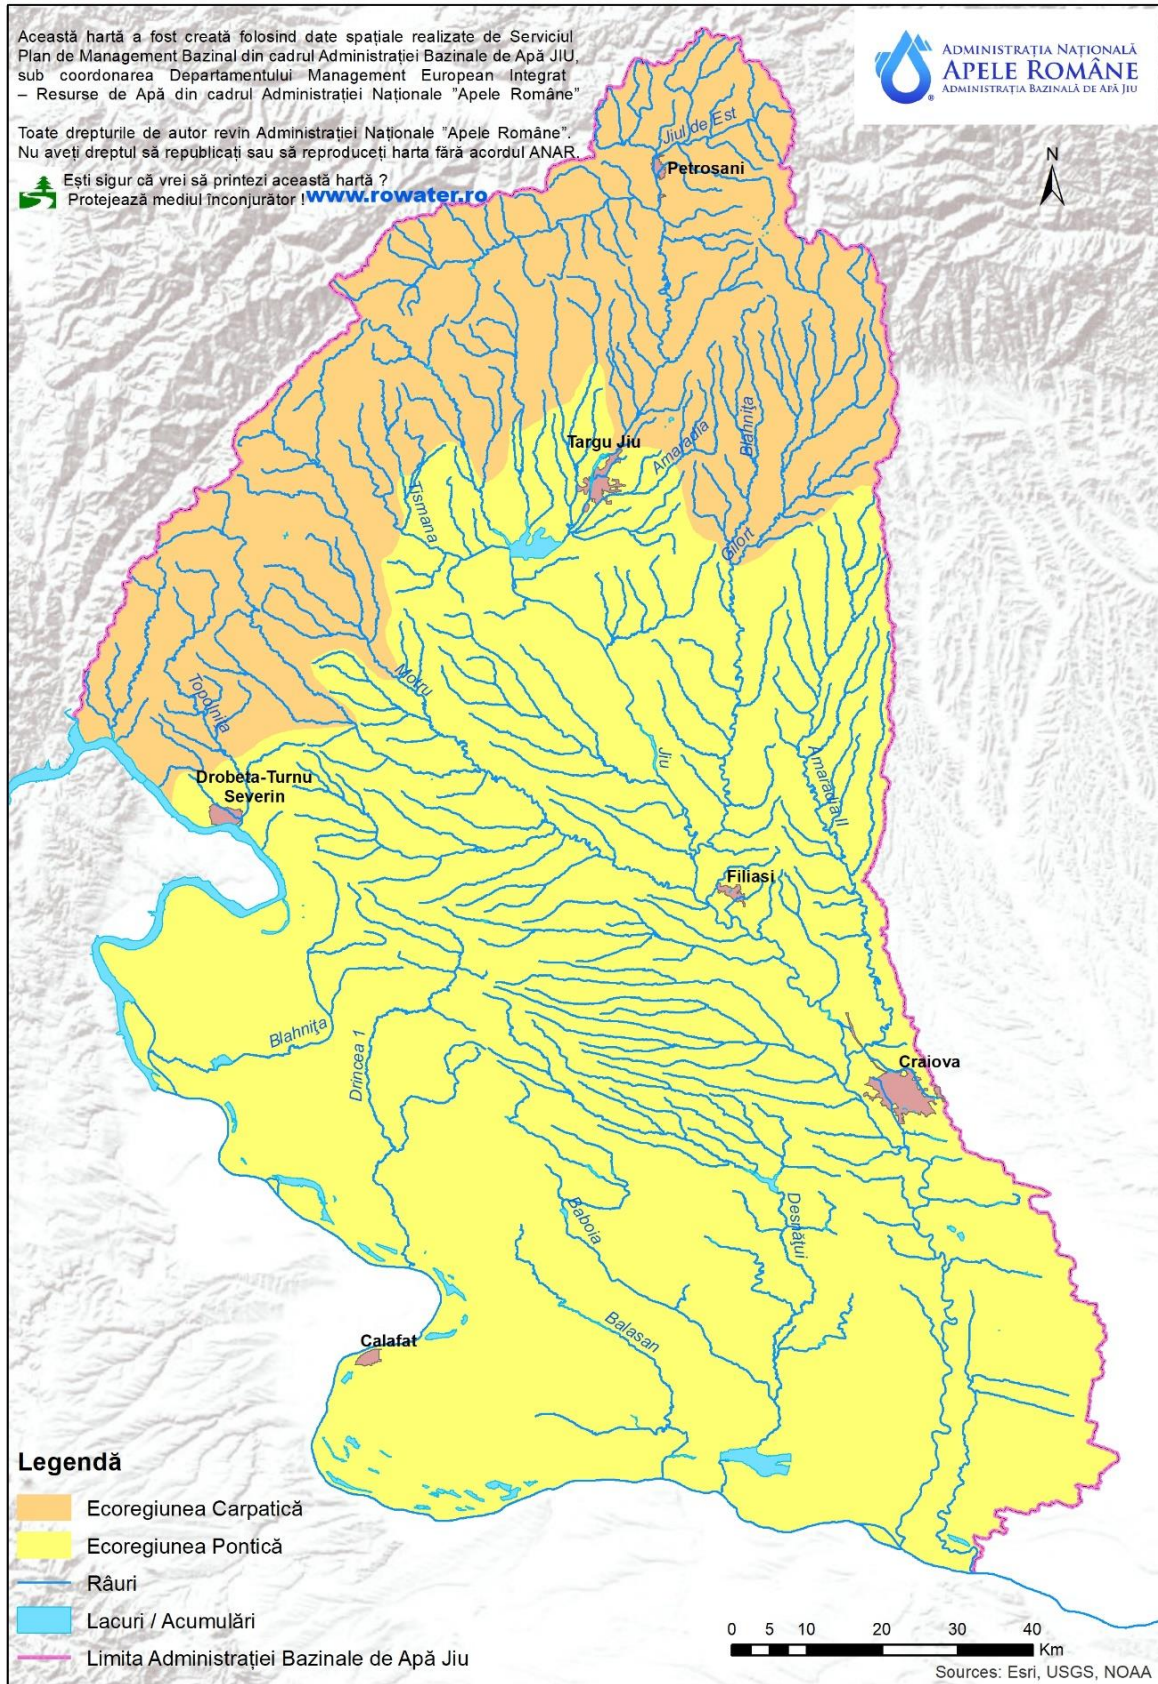 Această hartă a fost creată folosind date spațiale realizate de Serviciul
Plan de Management Bazinal din cadrul Administrației Bazinale de Apă JIU,
sub coordonarea Departamentului Management European Integrat
– Resurse de Apă din cadrul Administrației Naționale "Apele Române"
Toate drepturile de autor revin Administrației Naționale "Apele Române".
Nu aveți dreptul să republicați sau să reproduceți harta fără acordul ANAR.
Ești sigur că vrei să printezi această hartă ?
Protejează mediul înconjurător ! www.rowater.ro
ADMINISTRAȚIA NAȚIONALĂ
APELE ROMÂNE
ADMINISTRAȚIA BAZINALĂ DE APĂ JIU
N
Jiul de Est
Petrosani
Blahnița
Targu Jiu
Amaradia
Tismana
Gilort
Motru
Topolnița
Jiu
Amaradia II
Drobeta-Turnu
Severin
Filiasi
Blahnița
Drincea 1
Craiova
Baboia
Desnățui
Balasan
Calafat
Legendă
Ecoregiunea Carpatică
Ecoregiunea Pontică
Râuri
Lacuri / Acumulări
Limita Administrației Bazinale de Apă Jiu
0 5 10 20 30 40
Km
Sources: Esri, USGS, NOAA